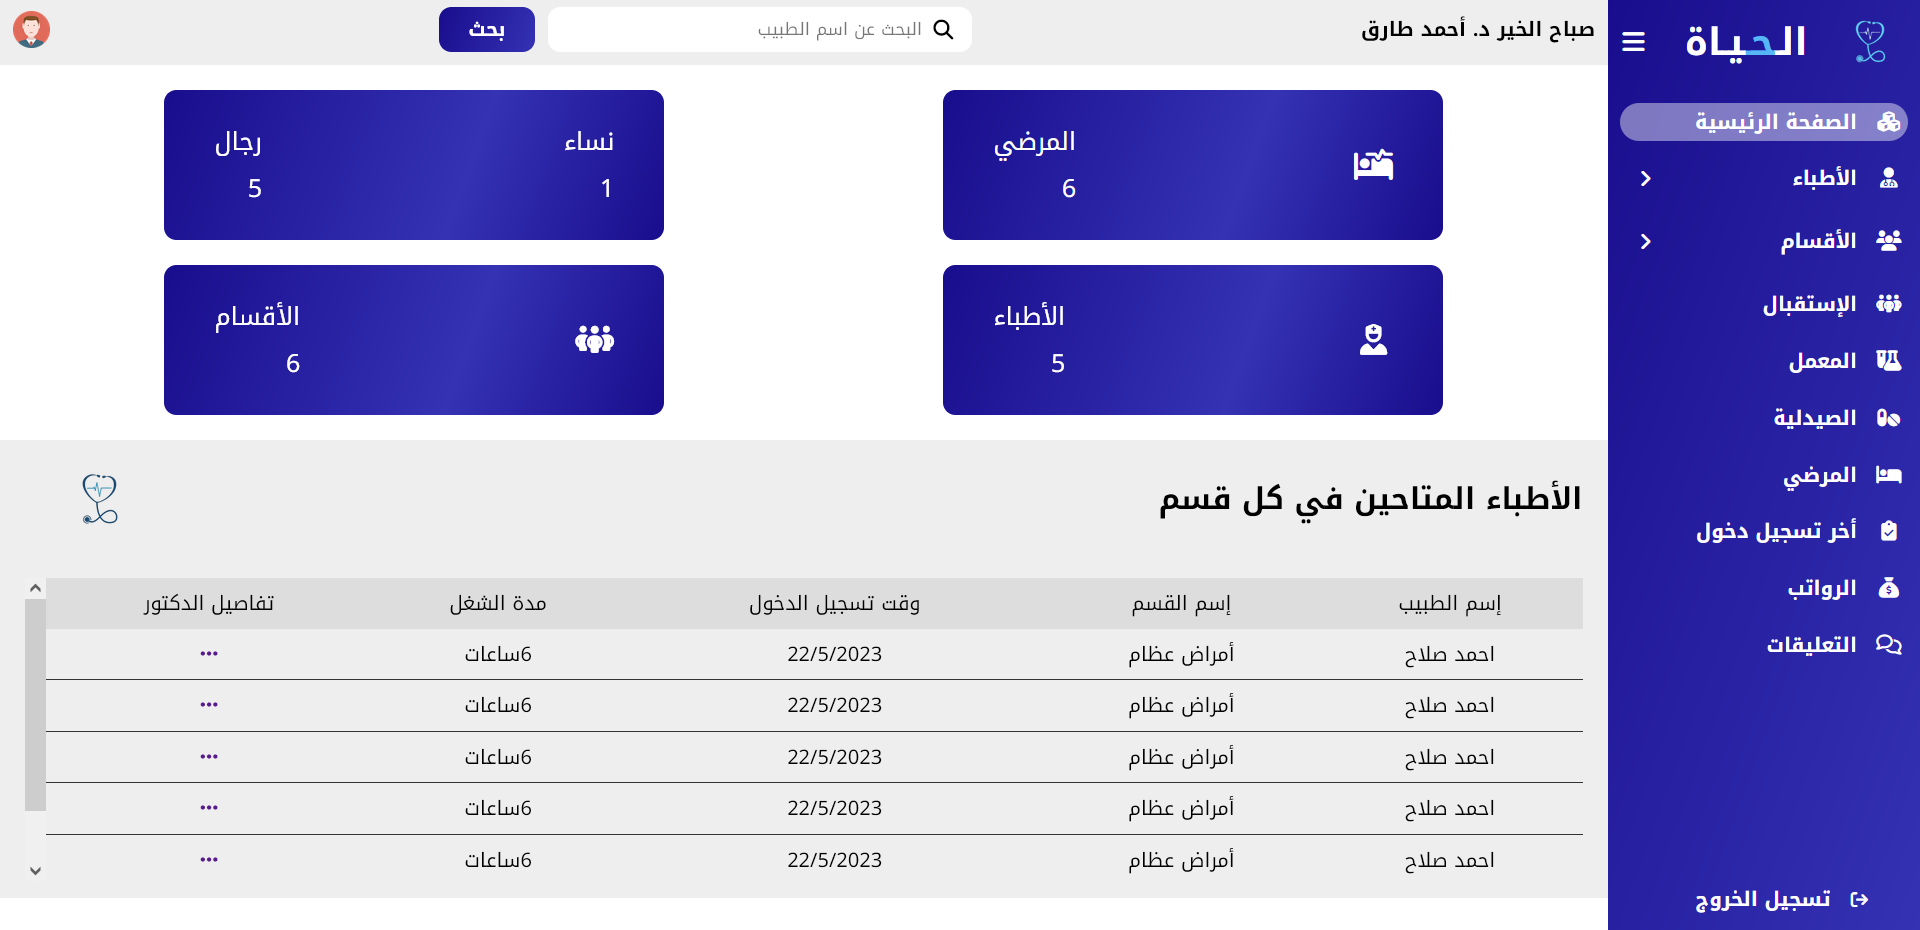 الحياة
الصفحة الرئيسية
الأطباء
الأقسام
الإستقبال
المعمل
الصيدلية
المرضي
أخر تسجيل دخول
الرواتب
التعليقات
تسجيل الخروج
صباح الخير د. أحمد طارق
البحث عن اسم الطبيب
بحث
المرضي
6
نساء رجال
1 5
الأطباء
5
الأقسام
6
الأطباء المتاحين في كل قسم
إسم الطبيب إسم القسم وقت تسجيل الدخول مدة الشغل تفاصيل الدكتور
احمد صلاح أمراض عظام 22/5/2023 6ساعات •••
احمد صلاح أمراض عظام 22/5/2023 6ساعات •••
احمد صلاح أمراض عظام 22/5/2023 6ساعات •••
احمد صلاح أمراض عظام 22/5/2023 6ساعات •••
احمد صلاح أمراض عظام 22/5/2023 6ساعات •••